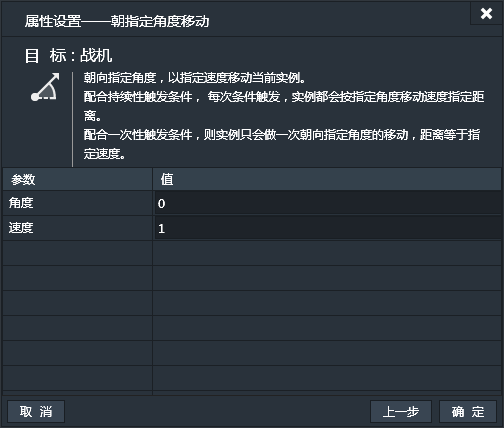 属性设置——朝指定角度移动
目 标 : 战机
朝向指定角度，以指定速度移动当前实例。
配合持续性触发条件， 每次条件触发，实例都会按指定角度移动速度指定距
离。
配合一次性触发条件，则实例只会做一次朝向指定角度的移动，距离等于指
定速度。
参数 值
角度 0
速度 1
取 消 上一步 确 定